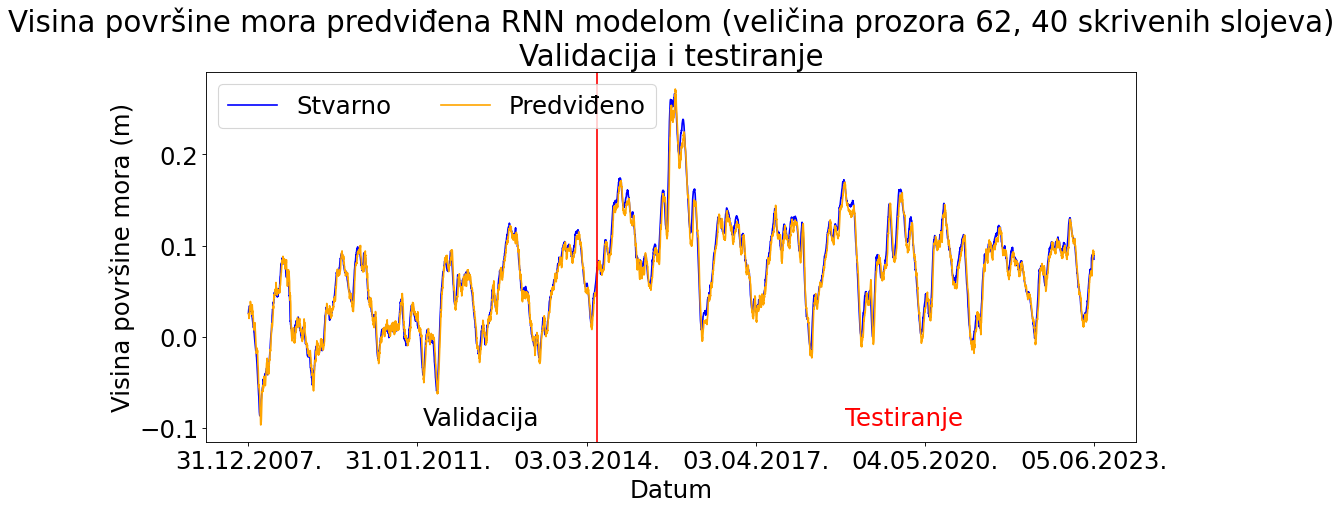 Visina površine mora predviđena RNN modelom (veličina prozora 62, 40 skrivenih slojeva)
Validacija i testiranje
Stvarno
Predviđeno
Visina površine mora (m)
0.2
0.1
0.0
−0.1
Validacija
Testiranje
31.12.2007.
31.01.2011.
03.03.2014.
03.04.2017.
04.05.2020.
05.06.2023.
Datum